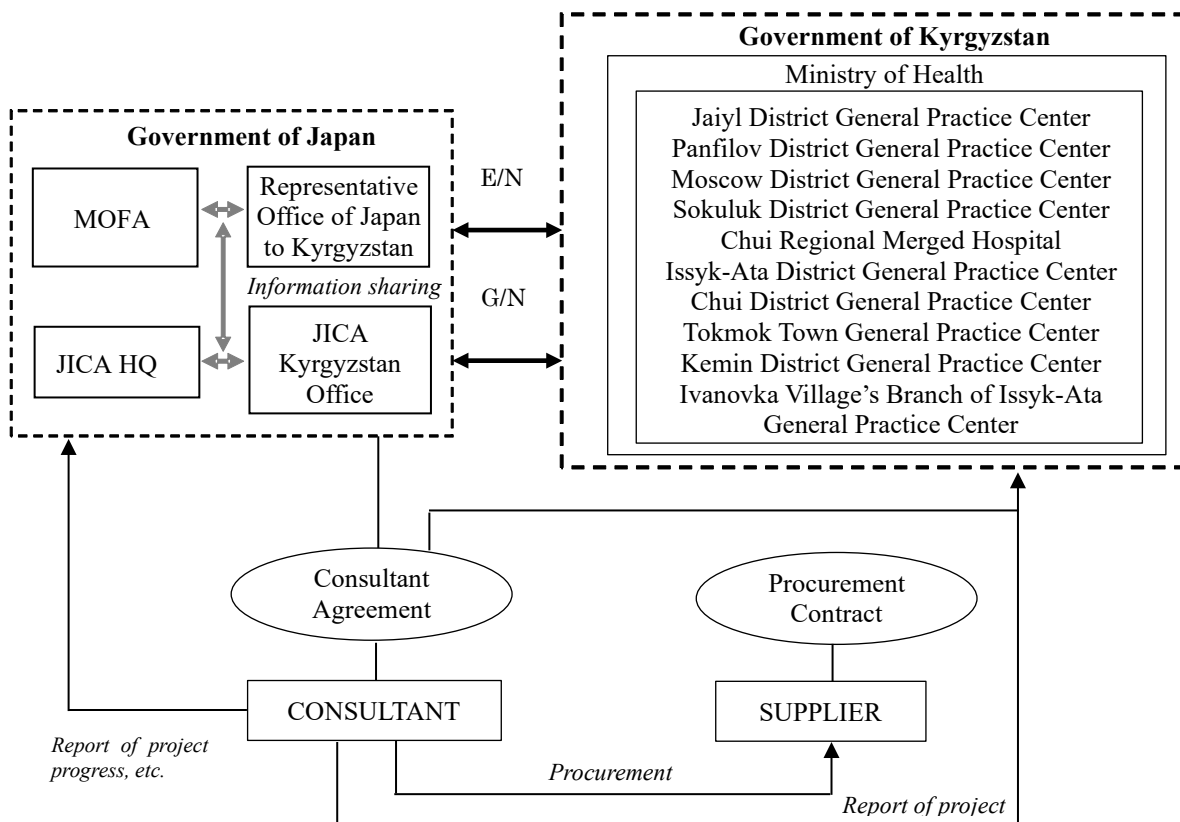 Government of Kyrgyzstan
Ministry of Health
Jaiyl District General Practice Center
Panfilov District General Practice Center
Moscow District General Practice Center
Sokuluk District General Practice Center
Chui Regional Merged Hospital
Issyk-Ata District General Practice Center
Chui District General Practice Center
Tokmok Town General Practice Center
Kemin District General Practice Center
Ivanovka Village’s Branch of Issyk-Ata
General Practice Center
Government of Japan
MOFA
Representative
Office of Japan
to Kyrgyzstan
Information sharing
JICA HQ
JICA
Kyrgyzstan
Office
E/N
G/N
Consultant
Agreement
Procurement
Contract
CONSULTANT
SUPPLIER
Report of project
progress, etc.
Procurement
Report of project